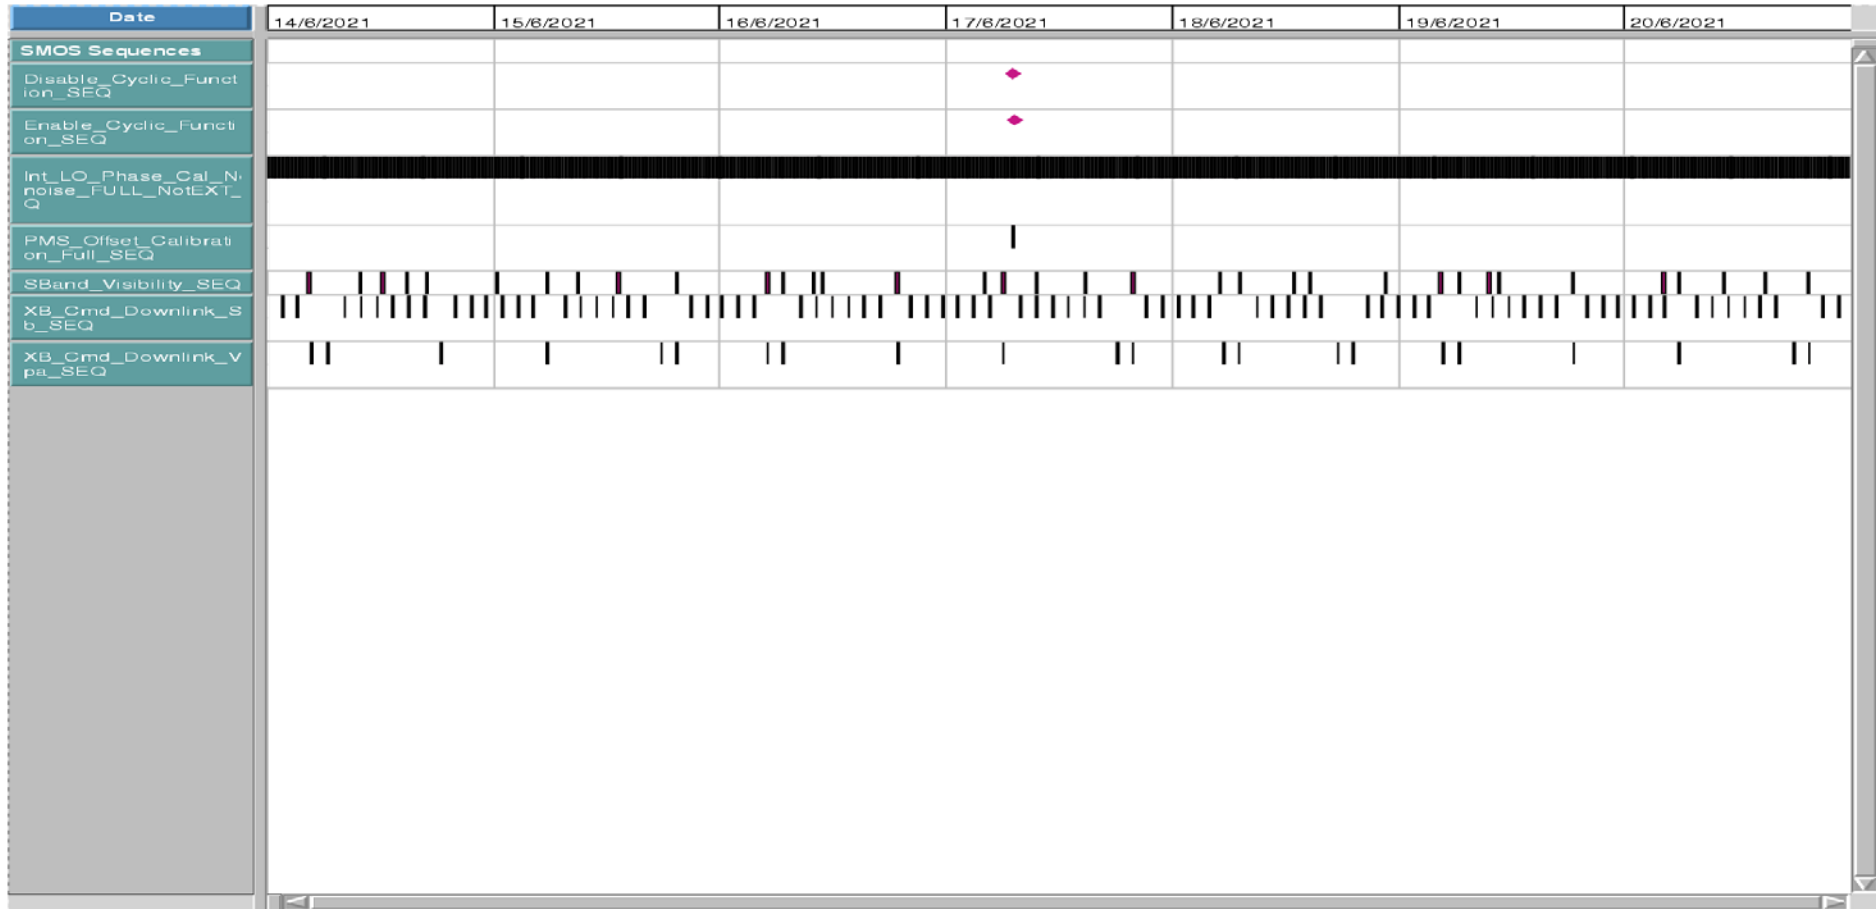 Date
14/6/2021 15/6/2021 16/6/2021 17/6/2021 18/6/2021 19/6/2021 20/6/2021
SMOS Sequences
Disable_Cyclic_Funct
ion_SEQ
Enable_Cyclic_Functi
on_SEQ
Int_LO_Phase_Cal_N
noise_FULL_NotEXT_
Q
PMS_Offset_Calibrati
on_Full_SEQ
SBand_Visibility_SEQ
XB_Cmd_Downlink_S
b_SEQ
XB_Cmd_Downlink_V
pa_SEQ